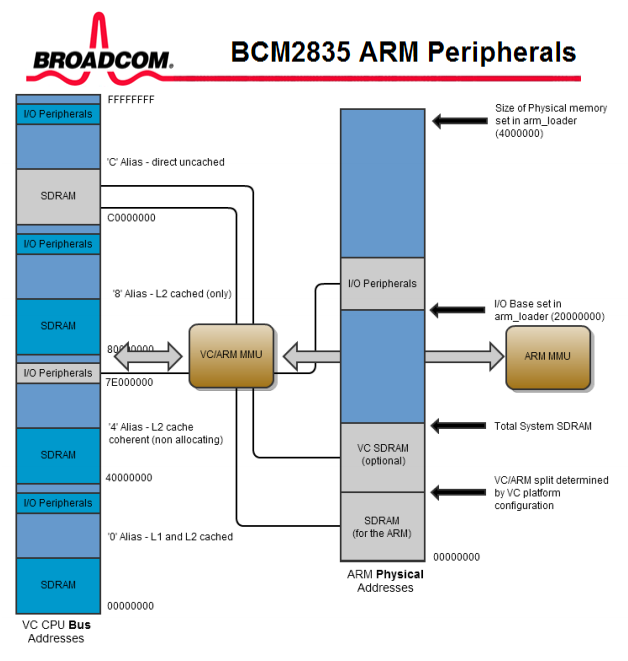 BROADCOM.
BCM2835 ARM Peripherals
FFFFFFFF
I/O Peripherals
'C' Alias - direct uncached
SDRAM
C0000000
I/O Peripherals
'8' Alias - L2 cached (only)
SDRAM
80000000
I/O Peripherals
7E000000
'4' Alias - L2 cache
coherent (non allocating)
SDRAM
40000000
I/O Peripherals
'0' Alias - L1 and L2 cached
SDRAM
00000000
VC CPU Bus
Addresses
VC/ARM MMU
I/O Peripherals
VC SDRAM
(optional)
SDRAM
(for the ARM)
00000000
ARM Physical
Addresses
Size of Physical memory
set in arm_loader
(4000000)
I/O Base set in
arm_loader (20000000)
ARM MMU
Total System SDRAM
VC/ARM split determined
by VC platform
configuration